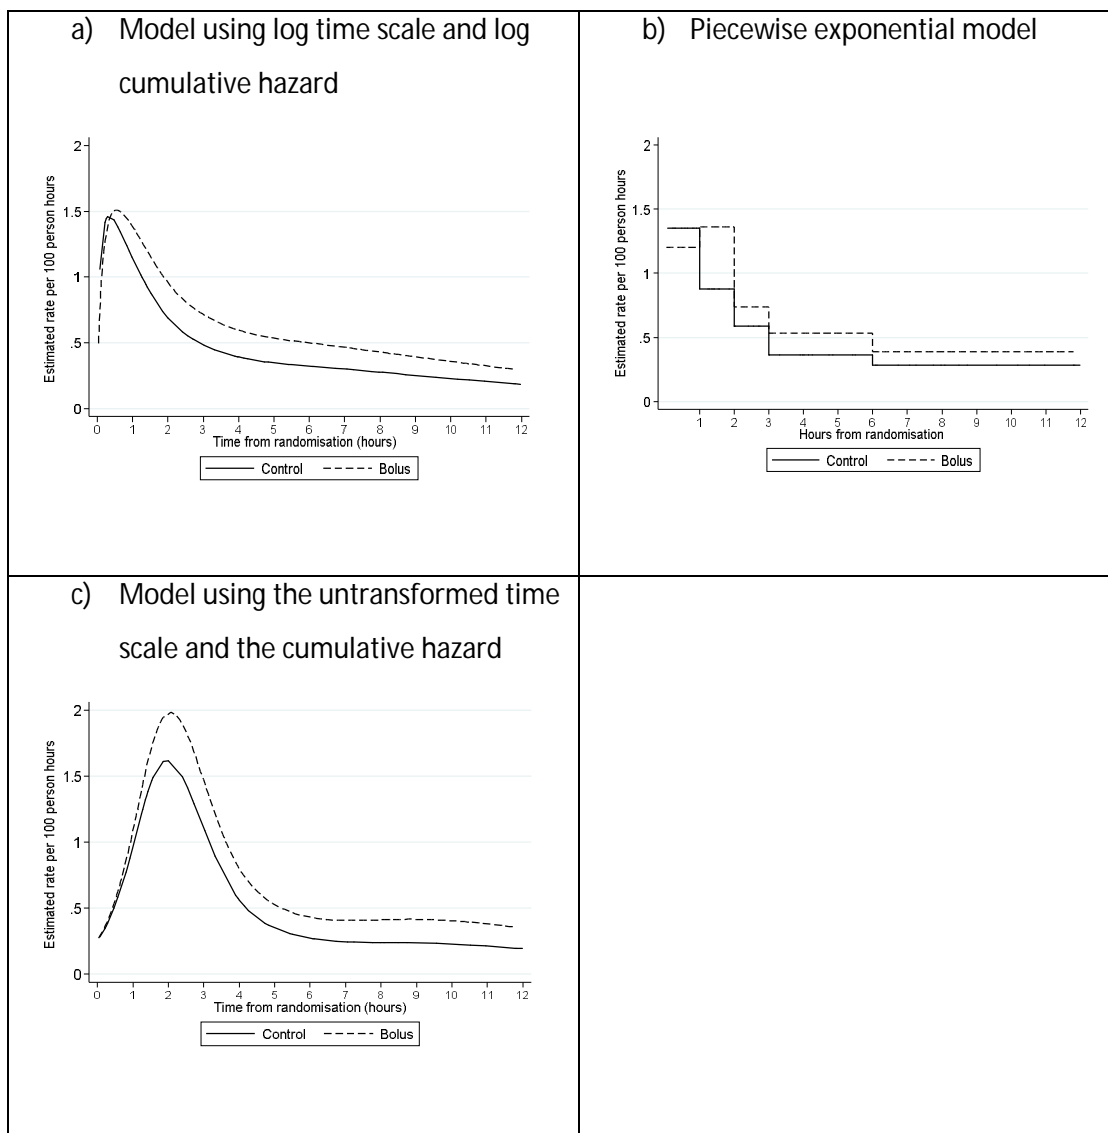 a) Model using log time scale and log
cumulative hazard
Estimated rate per 100 person hours
2
1.5
1
.5
0
0 1 2 3 4 5 6 7 8 9 10 11 12
Time from randomisation (hours)
Control Bolus
b) Piecewise exponential model
Estimated rate per 100 person hours
2
1.5
1
.5
0
1 2 3 4 5 6 7 8 9 10 11 12
Hours from randomisation
Control Bolus
c) Model using the untransformed time
scale and the cumulative hazard
Estimated rate per 100 person hours
2
1.5
1
.5
0
0 1 2 3 4 5 6 7 8 9 10 11 12
Time from randomisation (hours)
Control Bolus